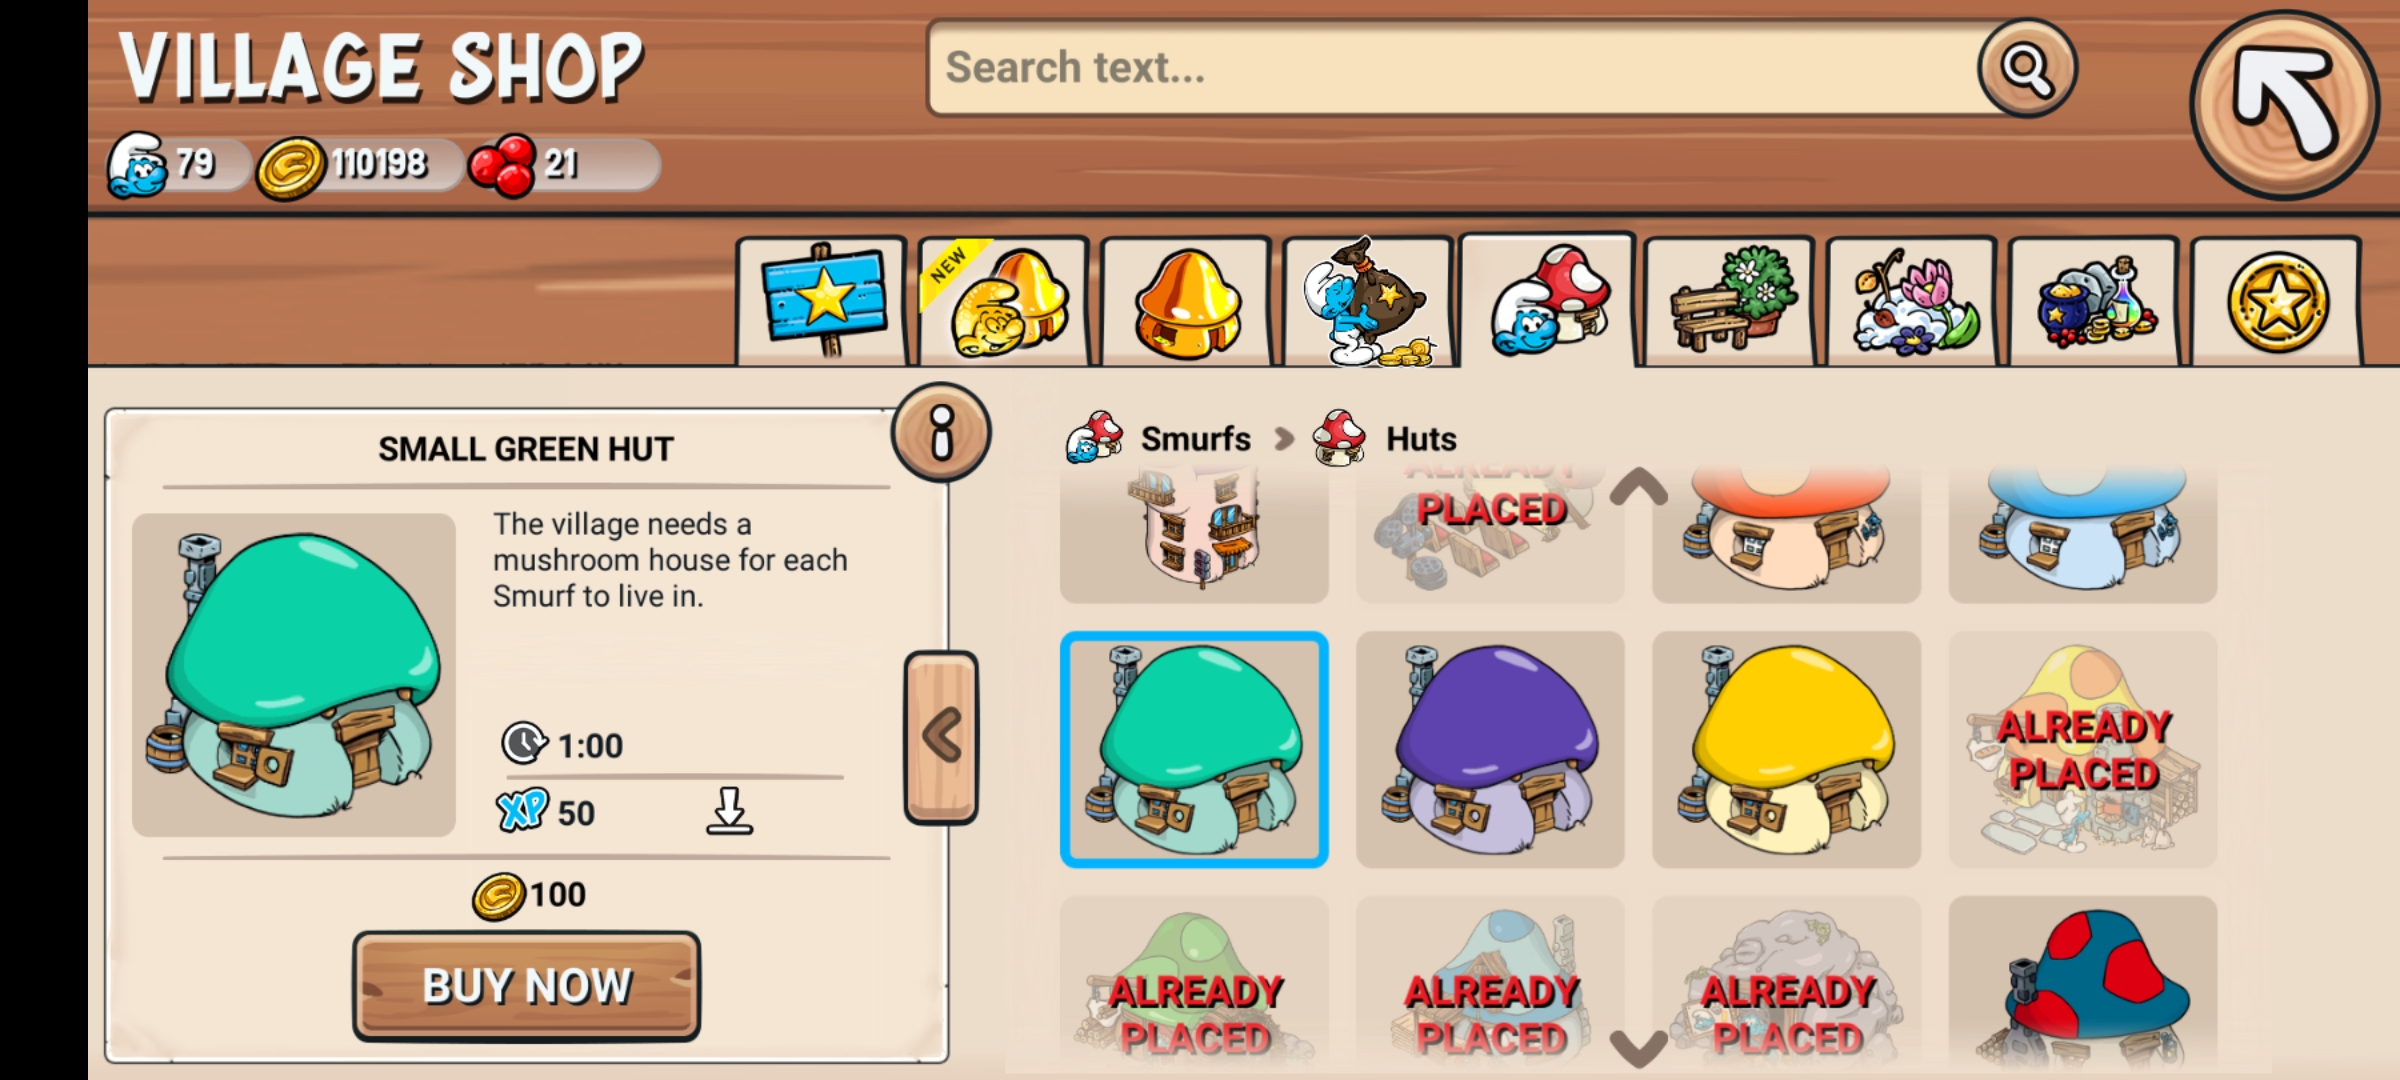 VILLAGE SHOP
Search text...
79
110198
21
NEW
SMALL GREEN HUT
The village needs a
mushroom house for each
Smurf to live in.
1:00
XP 50
100
BUY NOW
Smurfs
Huts
ALREADY
PLACED
ALREADY
PLACED
ALREADY
PLACED
ALREADY
PLACED
ALREADY
PLACED